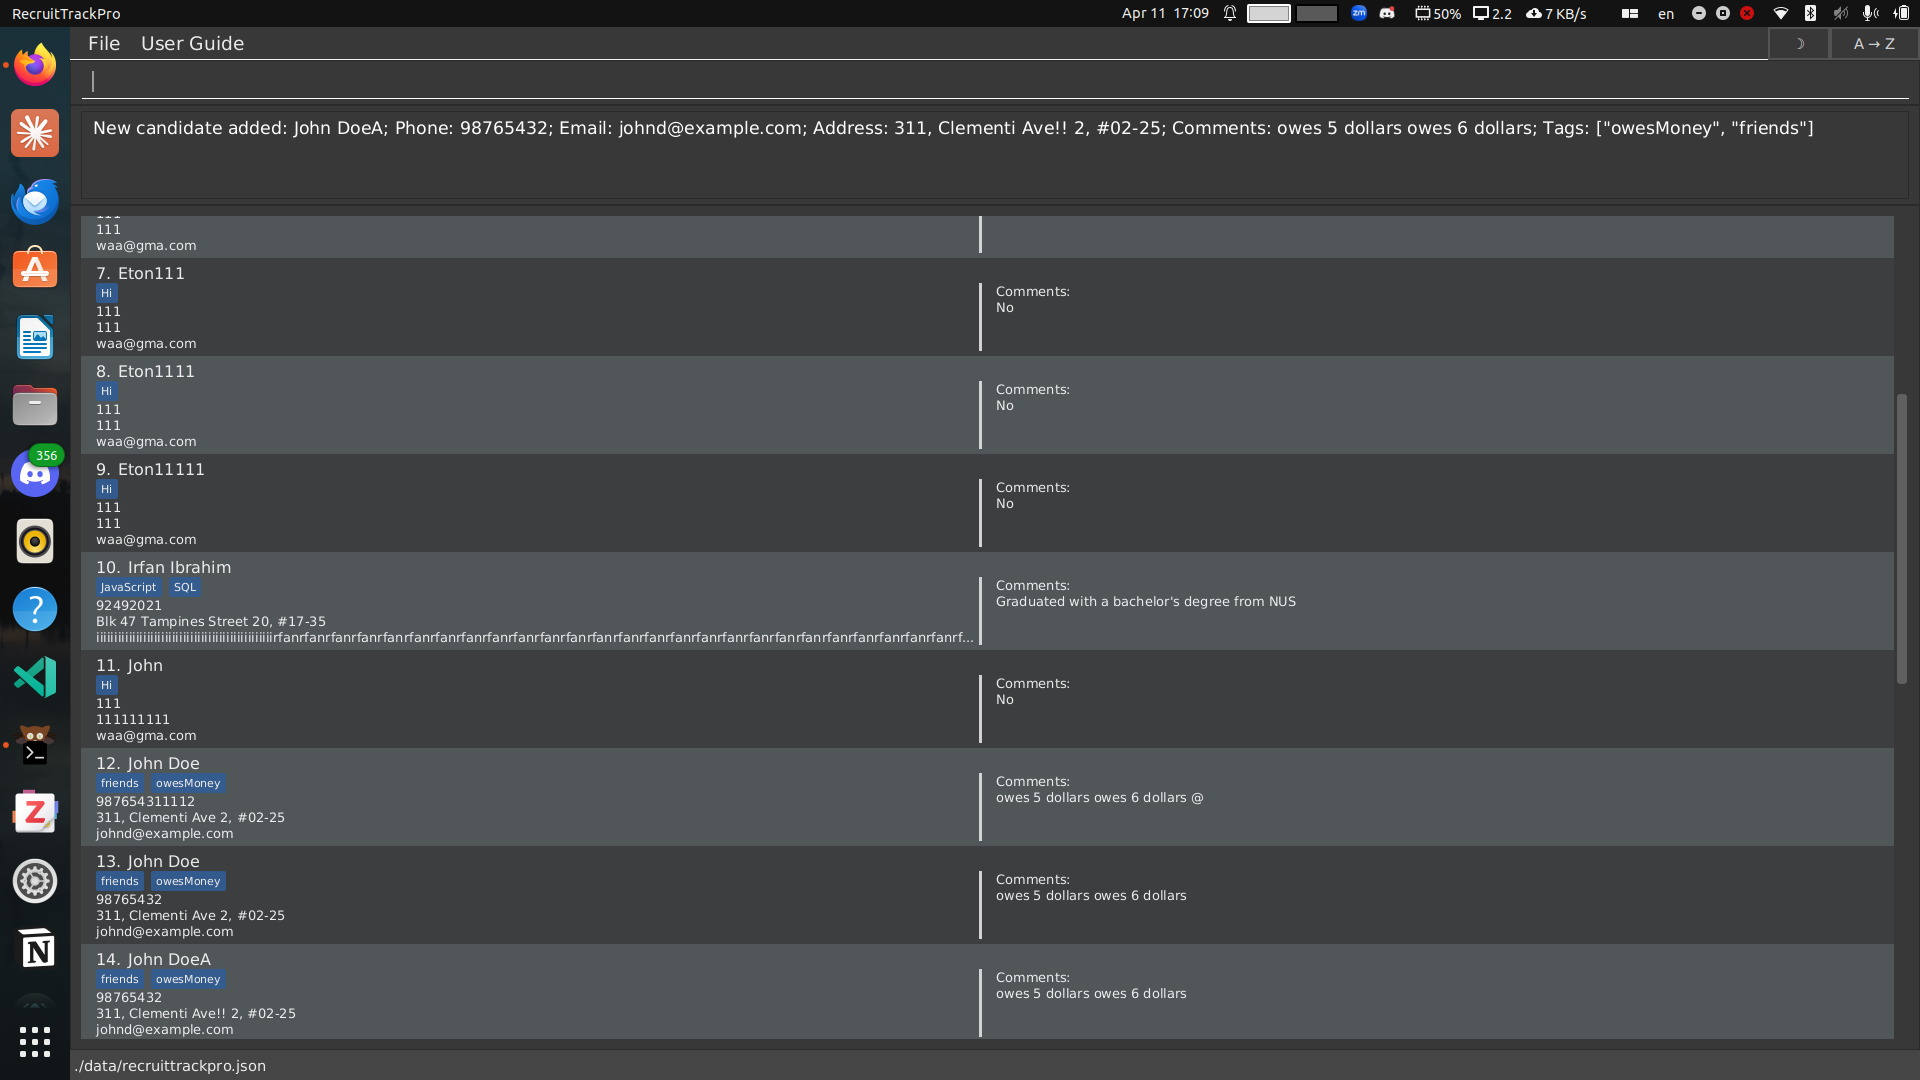 RecruitTrackPro
Apr 11 17:09
50%
2.2
7 KB/s
en
File User Guide
A → Z
New candidate added: John DoeA; Phone: 98765432; Email: johnd@example.com; Address: 311, Clementi Ave!! 2, #02-25; Comments: owes 5 dollars owes 6 dollars; Tags: ["owesMoney", "friends"]
111
waa@gma.com
7. Eton111
Hi
111
111
waa@gma.com
Comments:
No
8. Eton1111
Hi
111
111
waa@gma.com
Comments:
No
9. Eton11111
Hi
111
111
waa@gma.com
Comments:
No
10. Irfan Ibrahim
JavaScript SQL
92492021
Blk 47 Tampines Street 20, #17-35
Comments:
Graduated with a bachelor's degree from NUS
11. John
Hi
111
111111111
waa@gma.com
Comments:
No
12. John Doe
friends owesMoney
987654311112
311, Clementi Ave 2, #02-25
johnd@example.com
Comments:
owes 5 dollars owes 6 dollars @
13. John Doe
friends owesMoney
98765432
311, Clementi Ave 2, #02-25
johnd@example.com
Comments:
owes 5 dollars owes 6 dollars
14. John DoeA
friends owesMoney
98765432
311, Clementi Ave!! 2, #02-25
johnd@example.com
Comments:
owes 5 dollars owes 6 dollars
./data/recruittrackpro.json
356
zm